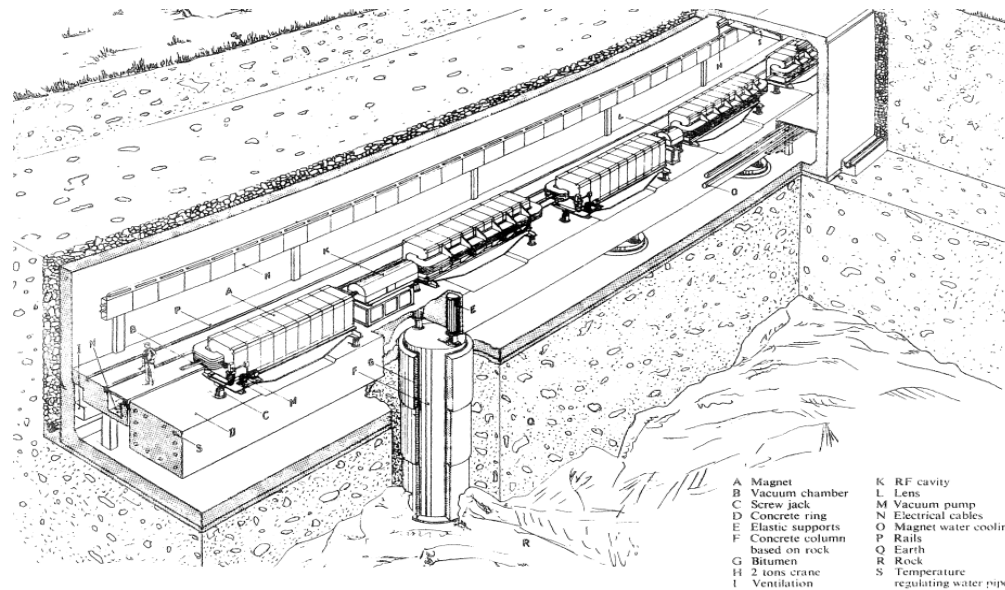 I
H
L
O
K
N
A
P
B
H
I
E
G
F
M
C
D
S
Q
R
A Magnet
B Vacuum chamber
C Screw jack
D Concrete ring
E Elastic supports
F Concrete column
based on rock
G Bitumen
H 2 tons crane
I Ventilation
K RF cavity
L Lens
M Vacuum pump
N Electrical cables
O Magnet water coolin
P Rails
Q Earth
R Rock
S Temperature
regulating water pipe